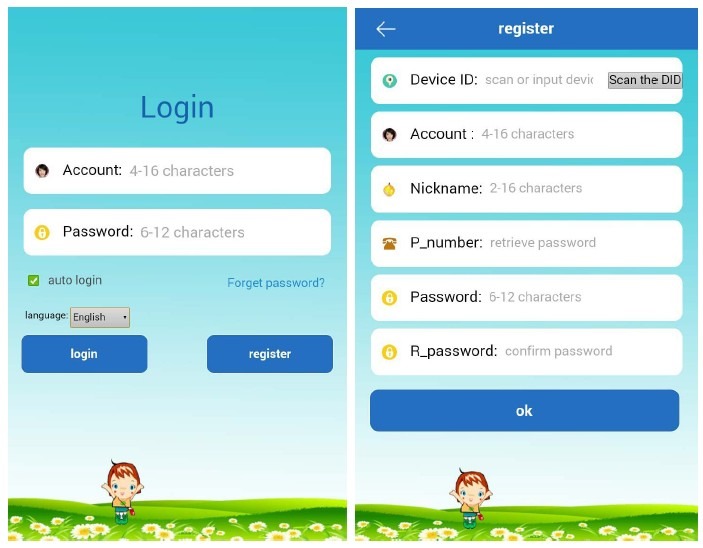 Login
Account: 4-16 characters
Password: 6-12 characters
auto login
Forget password?
language: English
login
register
register
Device ID: scan or input devic
Scan the DID
Account : 4-16 characters
Nickname: 2-16 characters
P_number: retrieve password
Password: 6-12 characters
R_password: confirm password
ok